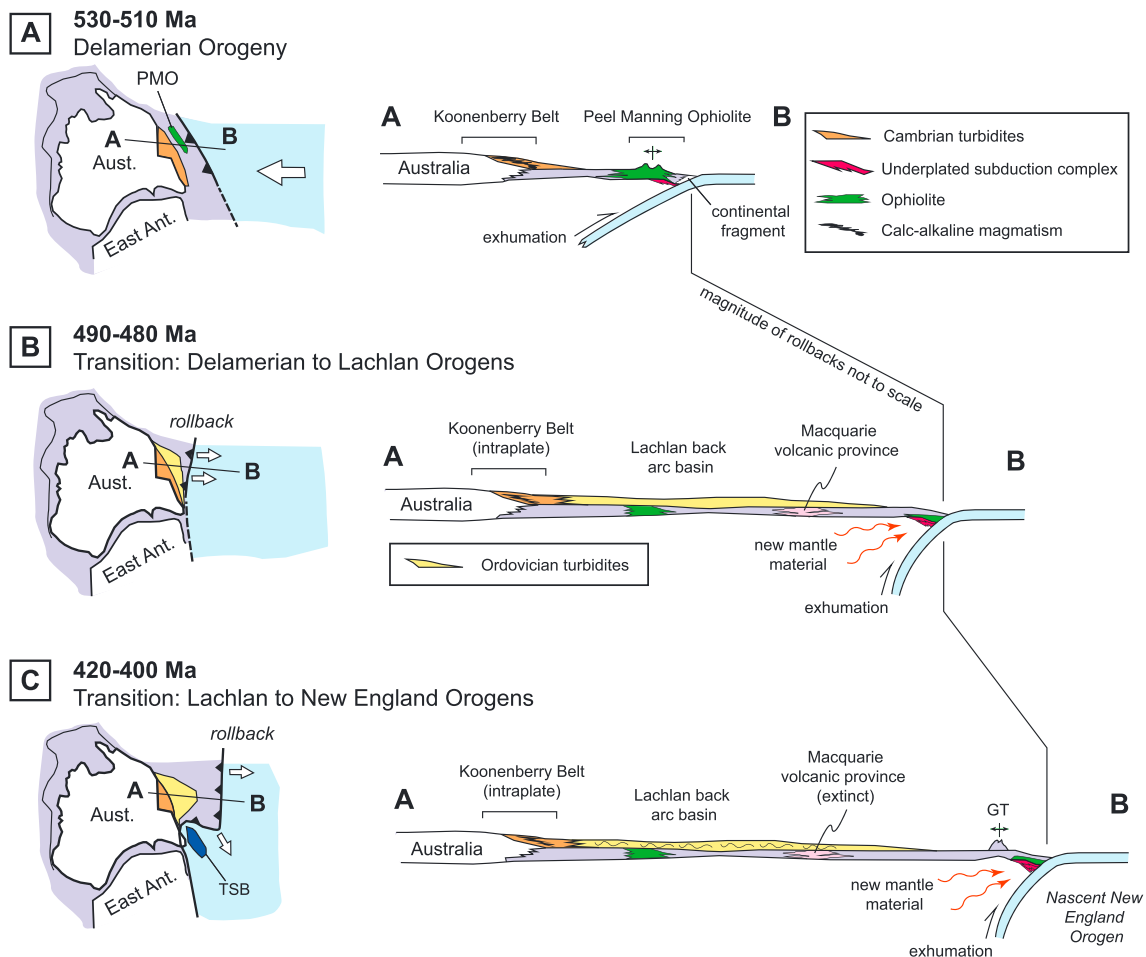 A
530-510 Ma
Delamerian Orogeny
PMO
A
B
Aust.
East Ant.
A
Koonenberry Belt
Peel Manning Ophiolite
B
Australia
exhumation
continental
fragment
Cambrian turbidites
Underplated subduction complex
Ophiolite
Calc-alkaline magmatism
magnitude of rollbacks not to scale
B
490-480 Ma
Transition: Delamerian to Lachlan Orogens
rollback
A
B
Aust.
East Ant.
A
Koonenberry Belt
(intraplate)
Lachlan back
arc basin
Macquarie
volcanic province
B
Australia
new mantle
material
exhumation
Ordovician turbidites
C
420-400 Ma
Transition: Lachlan to New England Orogens
rollback
A
B
Aust.
East Ant.
TSB
A
Koonenberry Belt
(intraplate)
Lachlan back
arc basin
Macquarie
volcanic province
(extinct)
GT
B
Australia
new mantle
material
exhumation
Nascent New
England
Orogen